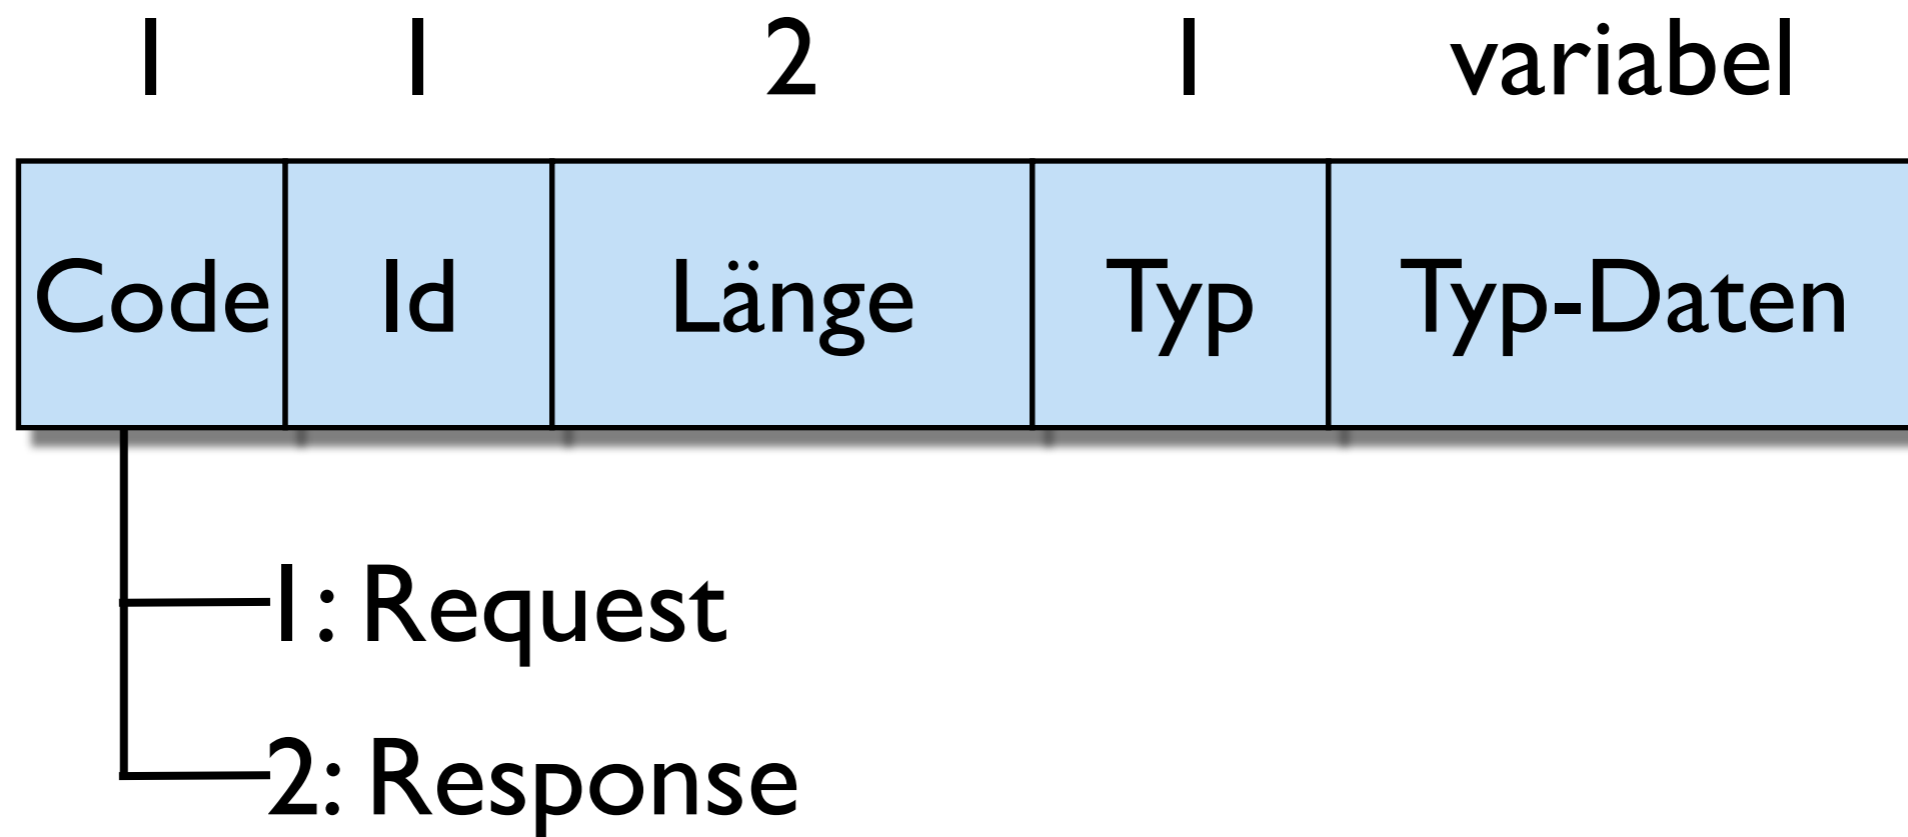 1 1 2 1 variabel
Code Id Länge Typ Typ-Daten
1: Request
2: Response